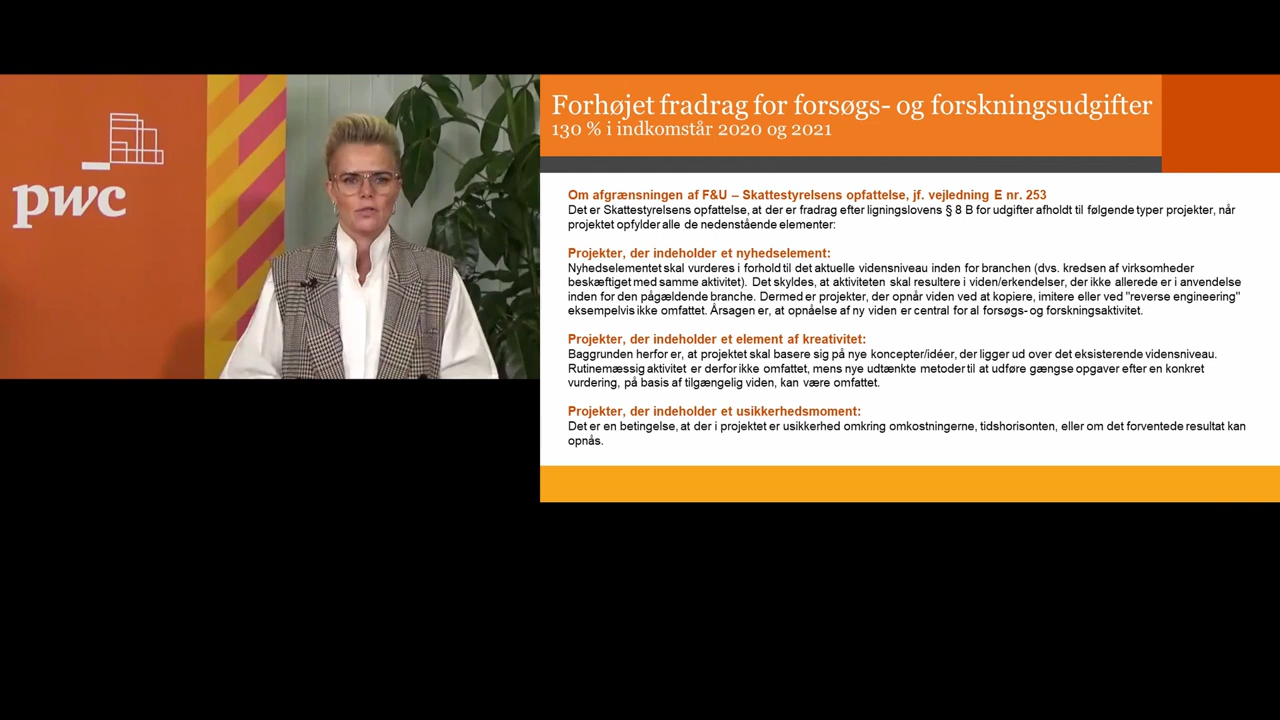 pwc
Forhøjet fradrag for forsøgs- og forskningsudgifter
130 % i indkomstår 2020 og 2021
Om afgrænsningen af F&U – Skattestyrelsens opfattelse, jf. vejledning E nr. 253
Det er Skattestyrelsens opfattelse, at der er fradrag efter ligningslovens § 8 B for udgifter afholdt til følgende typer projekter, når
projektet opfylder alle de nedenstående elementer:
Projekter, der indeholder et nyhedselement:
Nyhedselementet skal vurderes i forhold til det aktuelle vidensniveau inden for branchen (dvs. kredsen af virksomheder
beskæftiget med samme aktivitet). Det skyldes, at aktiviteten skal resultere i viden/erkendelser, der ikke allerede er i anvendelse
inden for den pågældende branche. Dermed er projekter, der opnår viden ved at kopiere, imitere eller ved "reverse engineering"
eksempelvis ikke omfattet. Årsagen er, at opnåelse af ny viden er central for al forsøgs- og forskningsaktivitet.
Projekter, der indeholder et element af kreativitet:
Baggrunden herfor er, at projektet skal basere sig på nye koncepter/idéer, der ligger ud over det eksisterende vidensniveau.
Rutinemæssig aktivitet er derfor ikke omfattet, mens nye udtænkte metoder til at udføre gængse opgaver efter en konkret
vurdering, på basis af tilgængelig viden, kan være omfattet.
Projekter, der indeholder et usikkerhedsmoment:
Det er en betingelse, at der i projektet er usikkerhed omkring omkostningerne, tidshorisonten, eller om det forventede resultat kan
opnås.